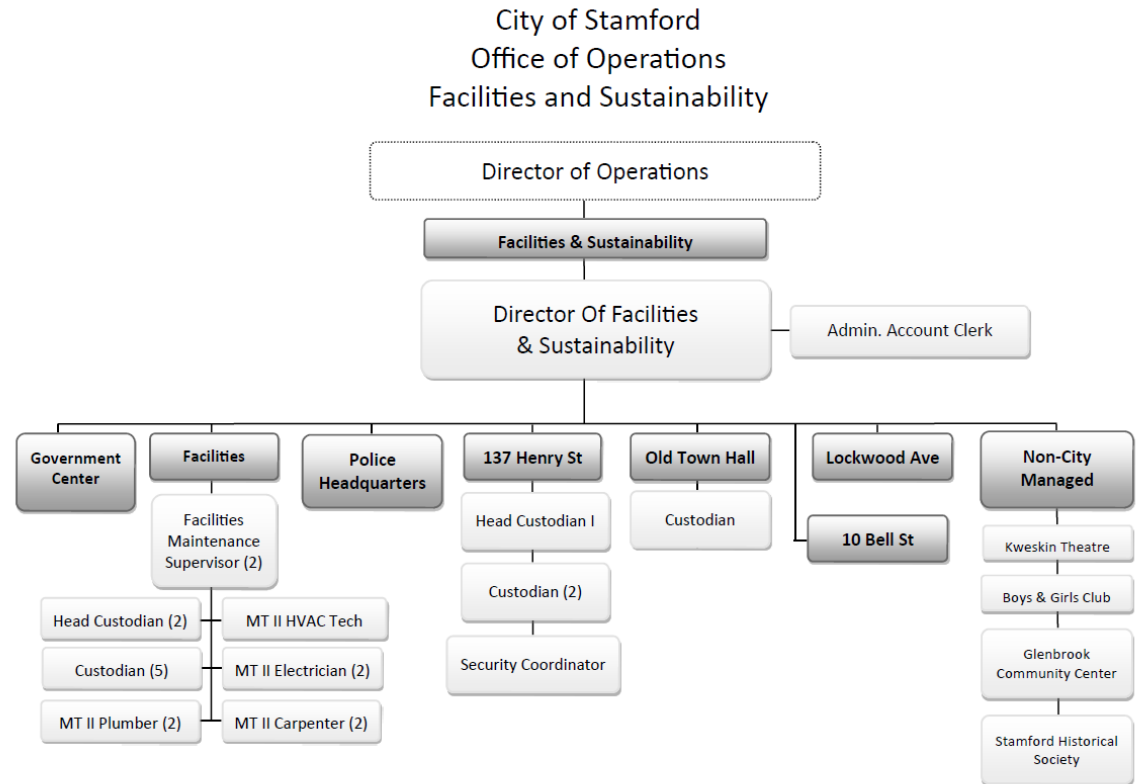 City of Stamford
Office of Operations
Facilities and Sustainability
Director of Operations
Facilities & Sustainability
Director Of Facilities
& Sustainability
Admin. Account Clerk
Government
Center
Facilities
Police
Headquarters
137 Henry St
Old Town Hall
Lockwood Ave
Non-City
Managed
10 Bell St
Facilities
Maintenance
Supervisor (2)
Head Custodian (2)
MT II HVAC Tech
Custodian (5)
MT II Electrician (2)
MT II Plumber (2)
MT II Carpenter (2)
Head Custodian I
Custodian (2)
Security Coordinator
Custodian
Kweskin Theatre
Boys & Girls Club
Glenbrook
Community Center
Stamford Historical
Society